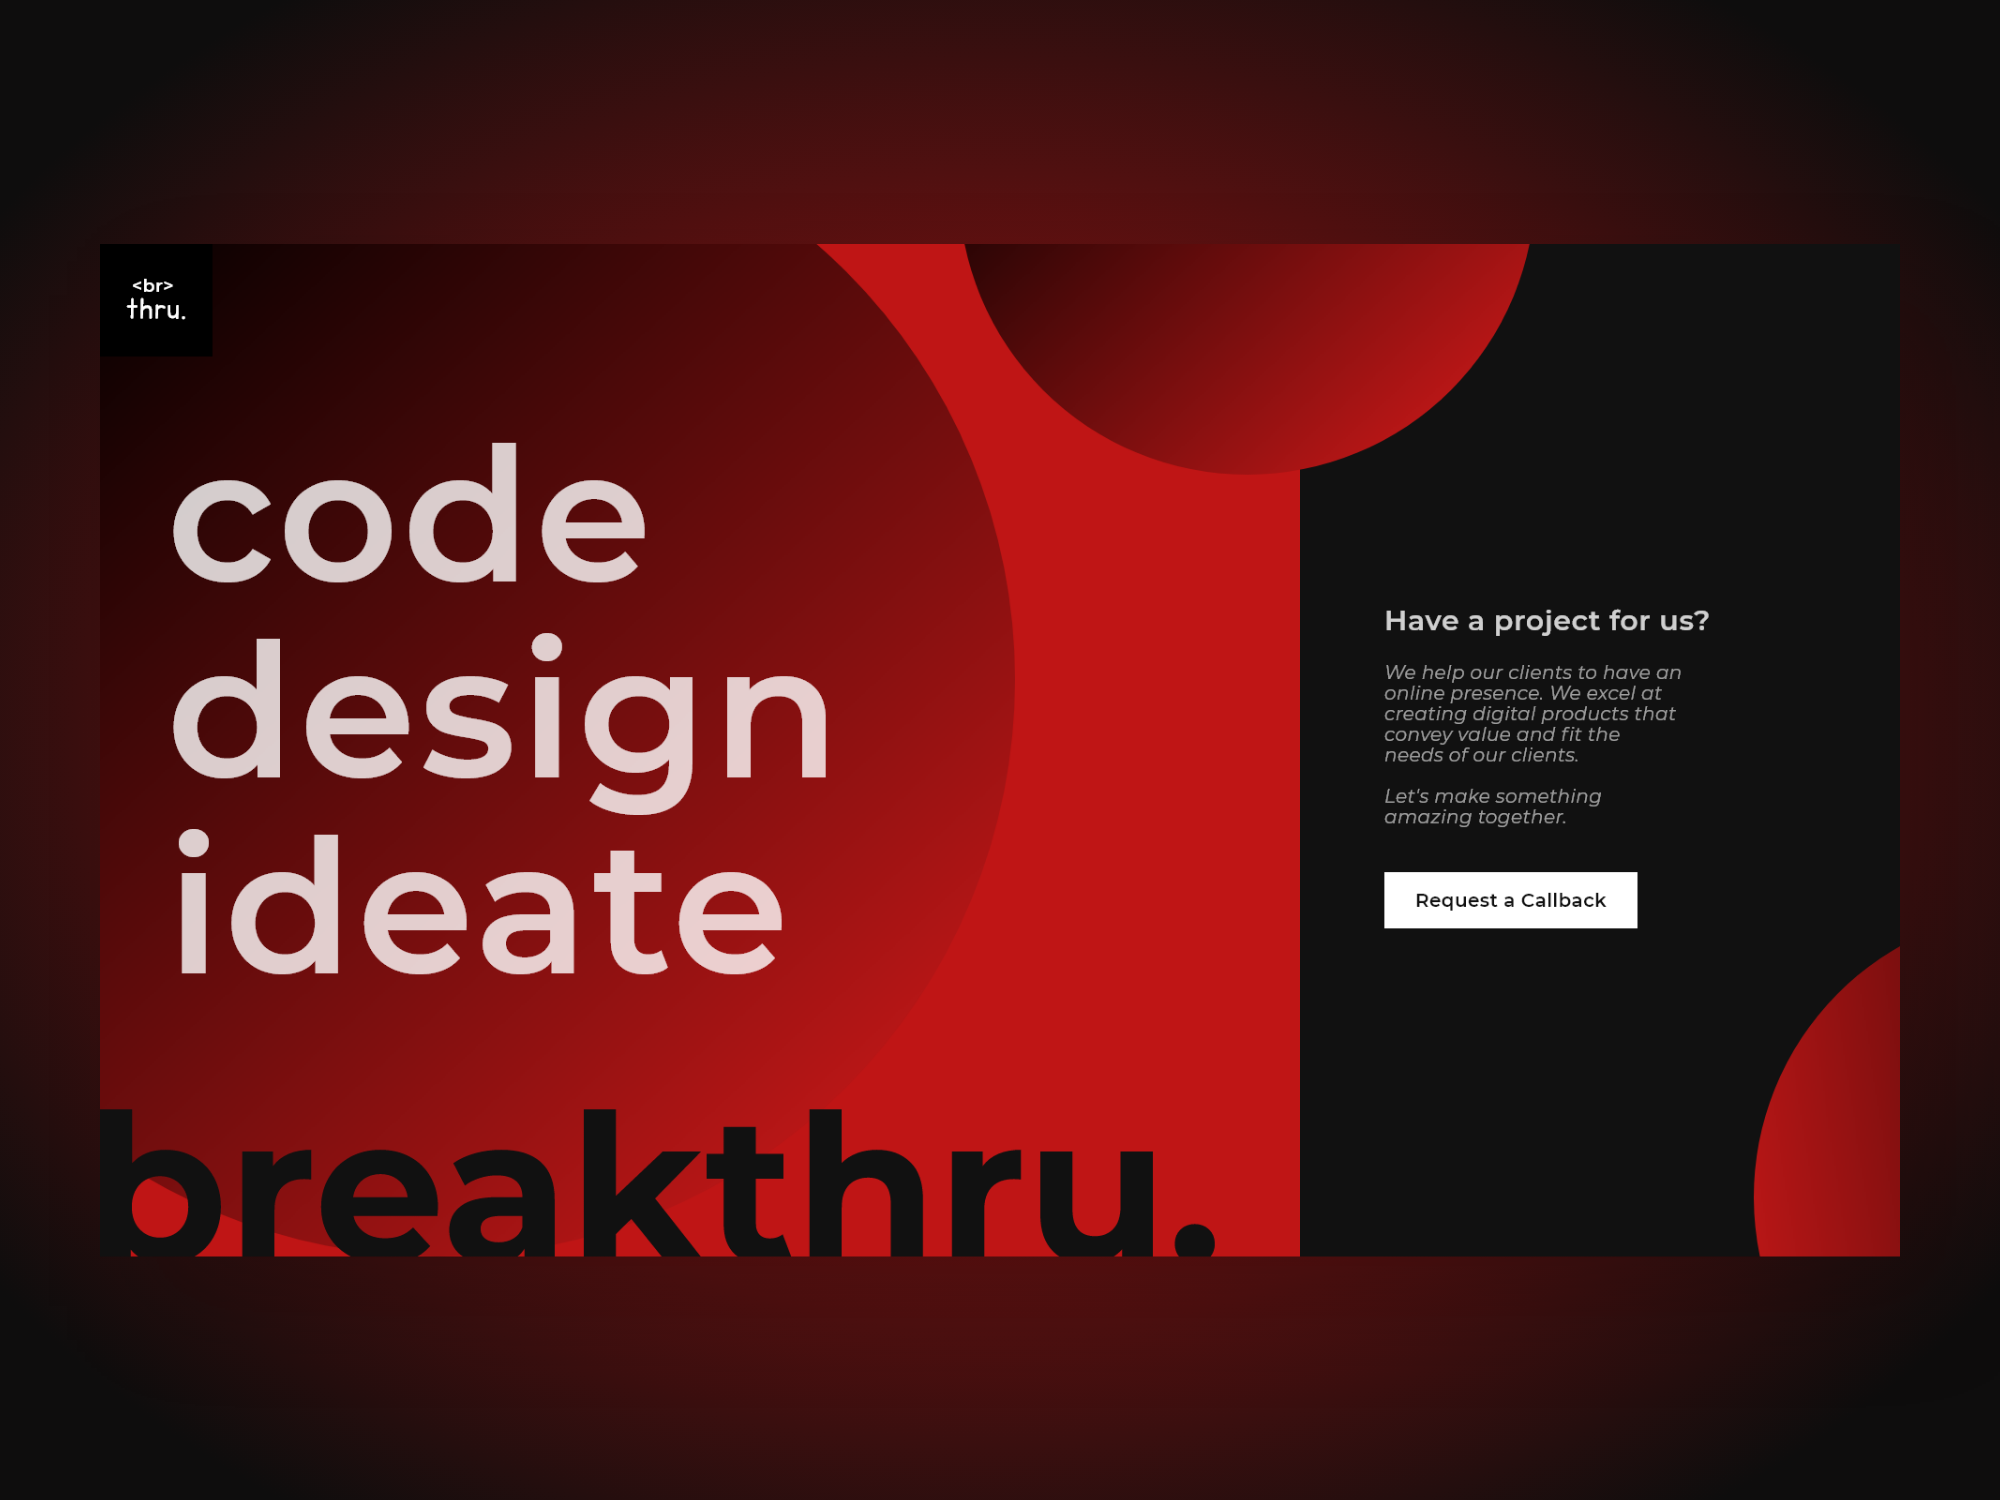 <br>
thru.
code
design
ideate
breakthru.
Have a project for us?
We help our clients to have an
online presence. We excel at
creating digital products that
convey value and fit the
needs of our clients.
Let's make something
amazing together.
Request a Callback